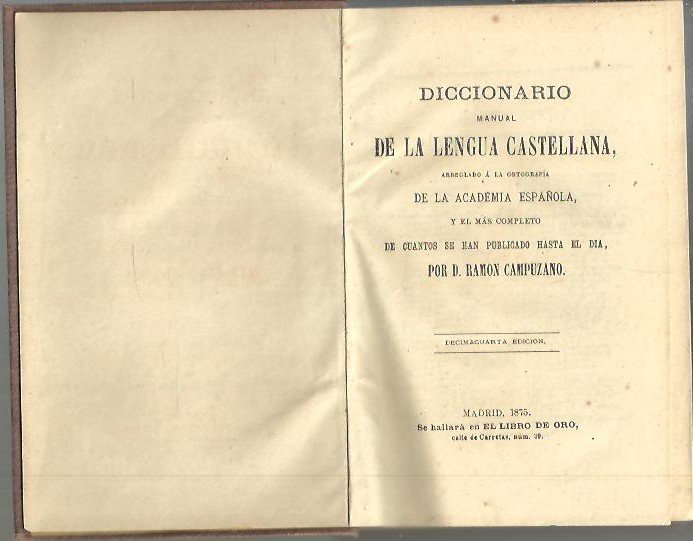 DICCIONARIO
MANUAL
DE LA LENGUA CASTELLANA,
ARREGLADO Á LA ORTOGRAFÍA
DE LA ACADEMIA ESPAÑOLA,
Y EL MÁS COMPLETO
DE CUANTOS SE HAN PUBLICADO HASTA EL DIA,
POR D. RAMON CAMPUZANO.
DECIMACUARTA EDICION.
MADRID, 1875.
Se hallará en EL LIBRO DE ORO,
calle de Carretas, núm. 39.